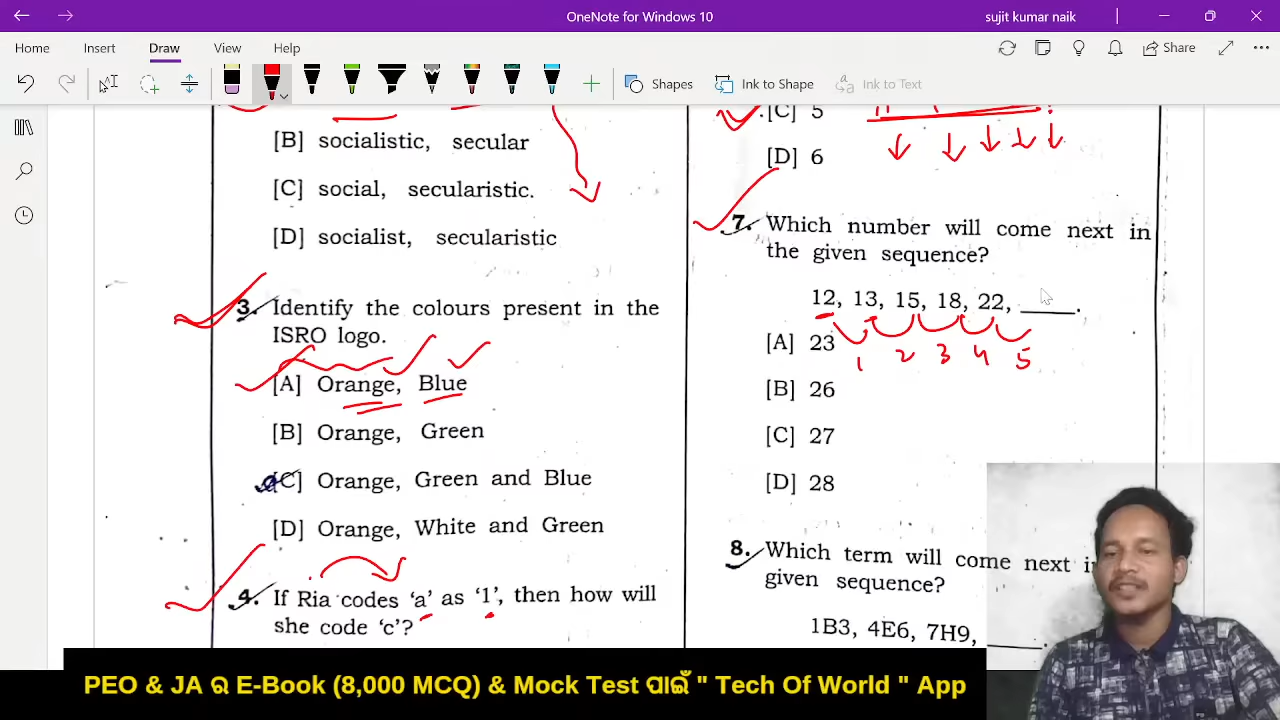 OneNote for Windows 10
sujit kumar naik
Home Insert Draw View Help
Share
Shapes
Ink to Shape
Ink to Text
[B] socialistic, secular
[C] social, secularistic.
[D] socialist, secularistic
3. Identify the colours present in the
ISRO logo.
[A] Orange, Blue
[B] Orange, Green
[C] Orange, Green and Blue
[D] Orange, White and Green
4. If Ria codes ‘a’ as ‘1’, then how will
she code ‘c’?
[C] 5
[D] 6
7. Which number will come next in
the given sequence?
12, 13, 15, 18, 22, ____.
1 2 3 4 5
[A] 23
[B] 26
[C] 27
[D] 28
8. Which term will come next i
given sequence?
1B3, 4E6, 7H9, ____.
PEO & JA ର E-Book (8,000 MCQ) & Mock Test ପାଇଁ " Tech Of World " App